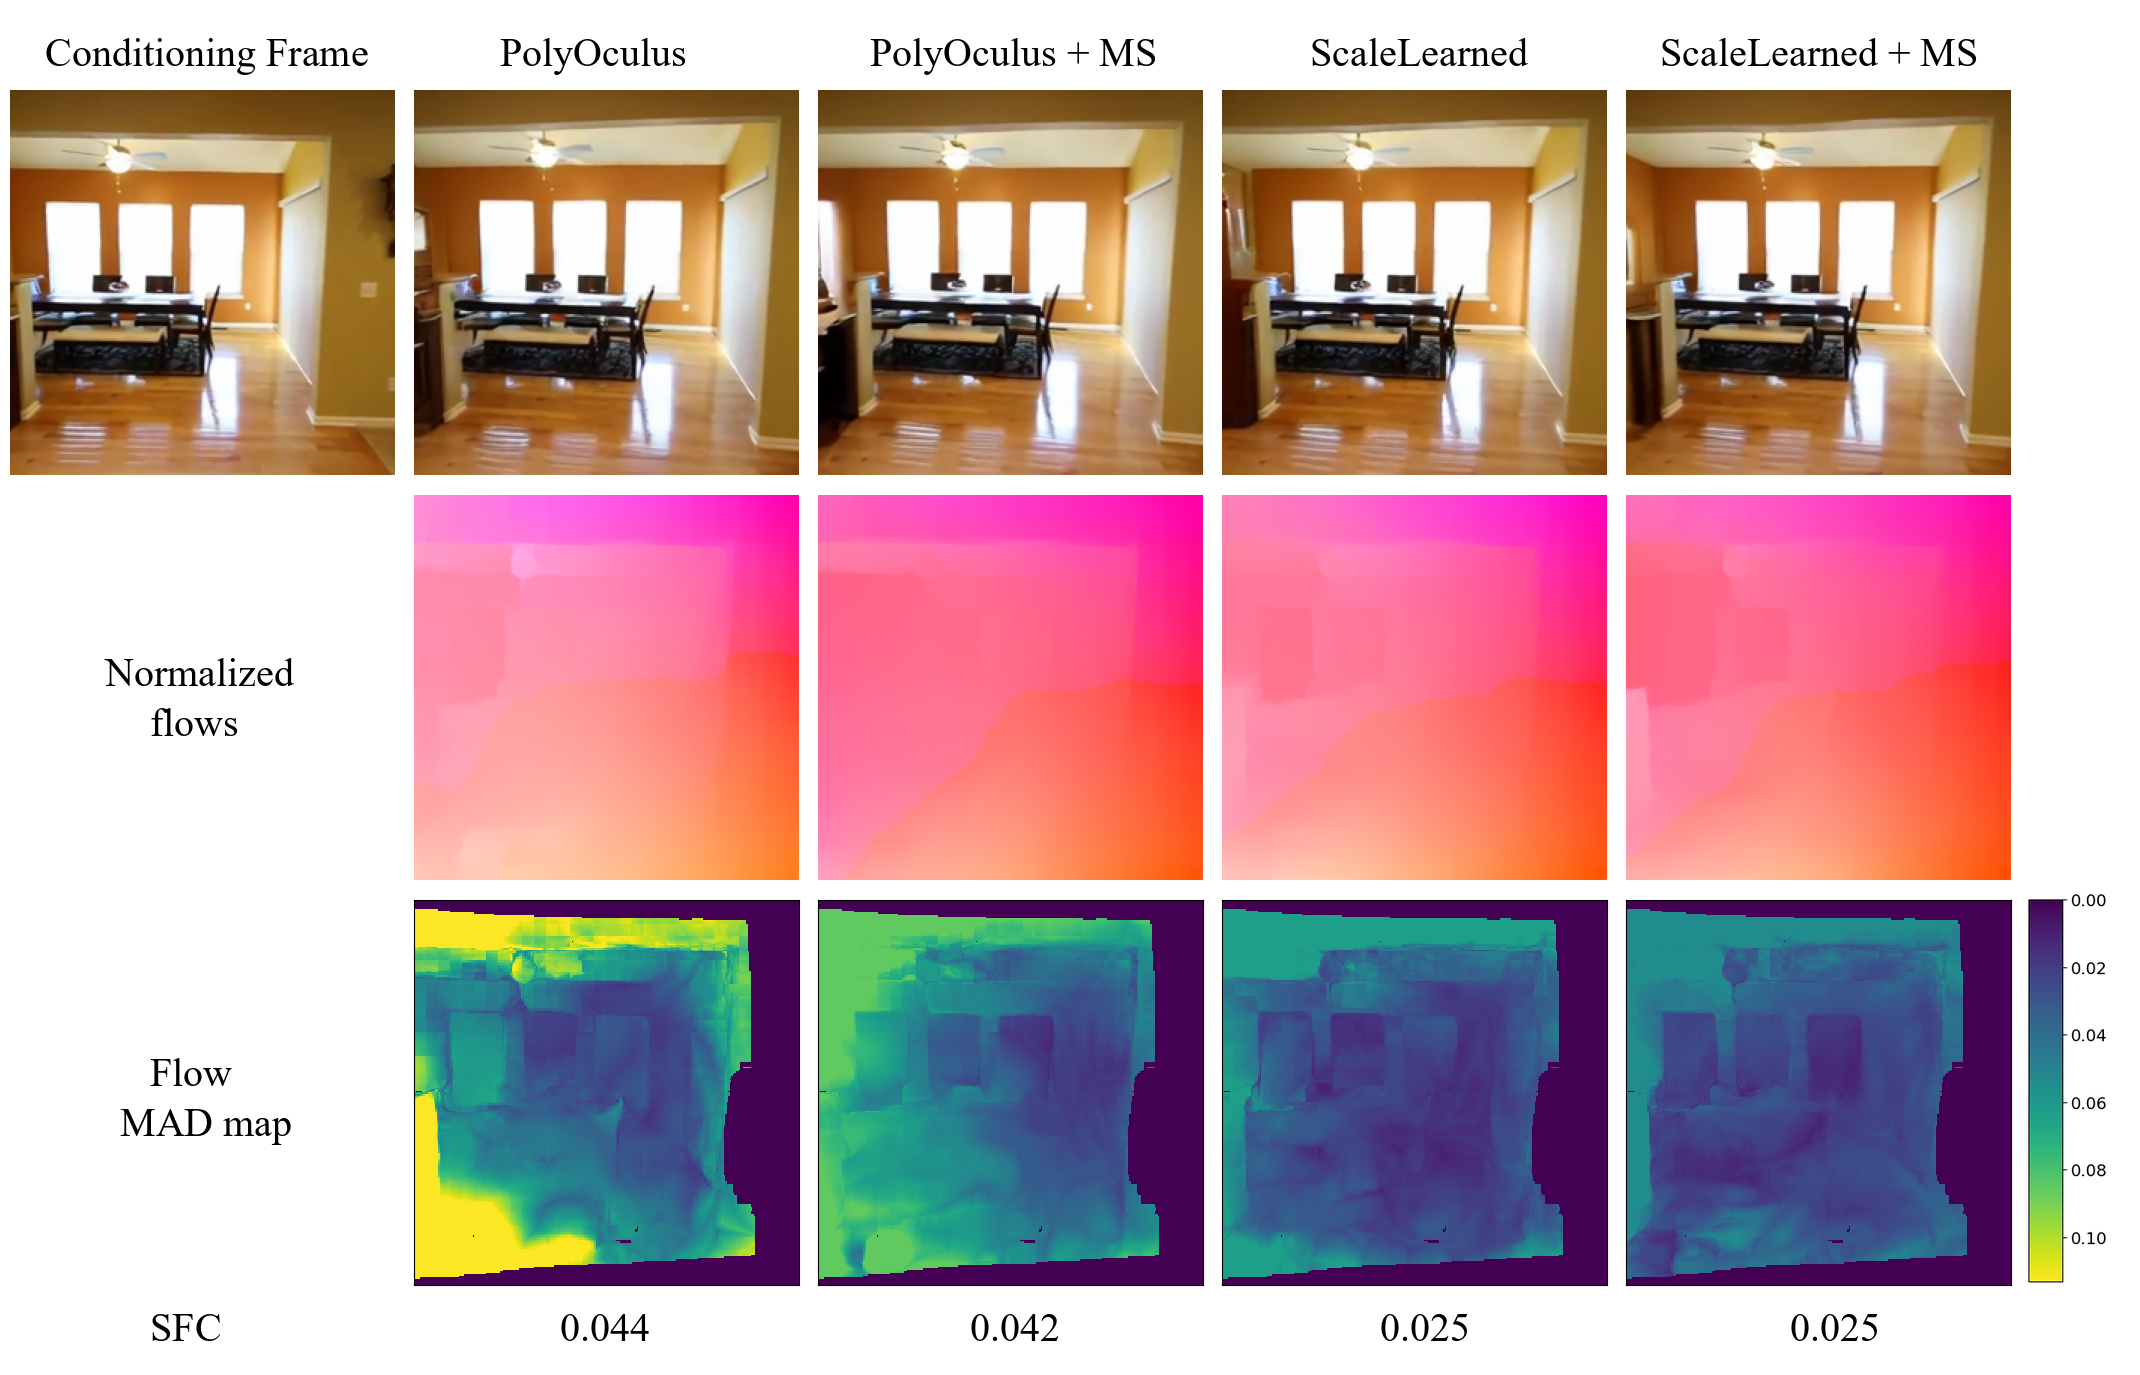 Conditioning Frame PolyOculus PolyOculus + MS ScaleLearned ScaleLearned + MS
Normalized
flows
Flow
MAD map
0.00
0.02
0.04
0.06
0.08
0.10
SFC 0.044 0.042 0.025 0.025